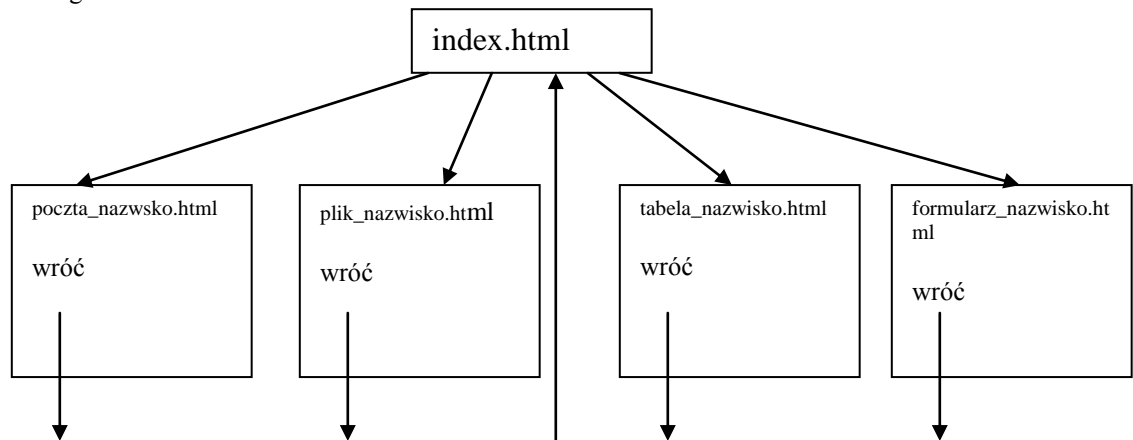 index.html
poczta_nazwsko.html
wróć
plik_nazwisko.html
wróć
tabela_nazwisko.html
wróć
formularz_nazwisko.ht
ml
wróć